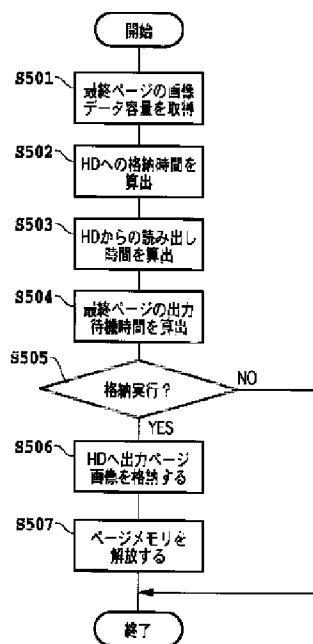 開始
S501
最終ページの画像
データ容量を取得
S502
HDへの格納時間を
算出
S503
HDからの読み出し
時間を算出
S504
最終ページの出力
待機時間を算出
S505
格納実行？
NO
YES
S506
HDへ出力ページ
画像を格納する
S507
ページメモリを
解放する
終了